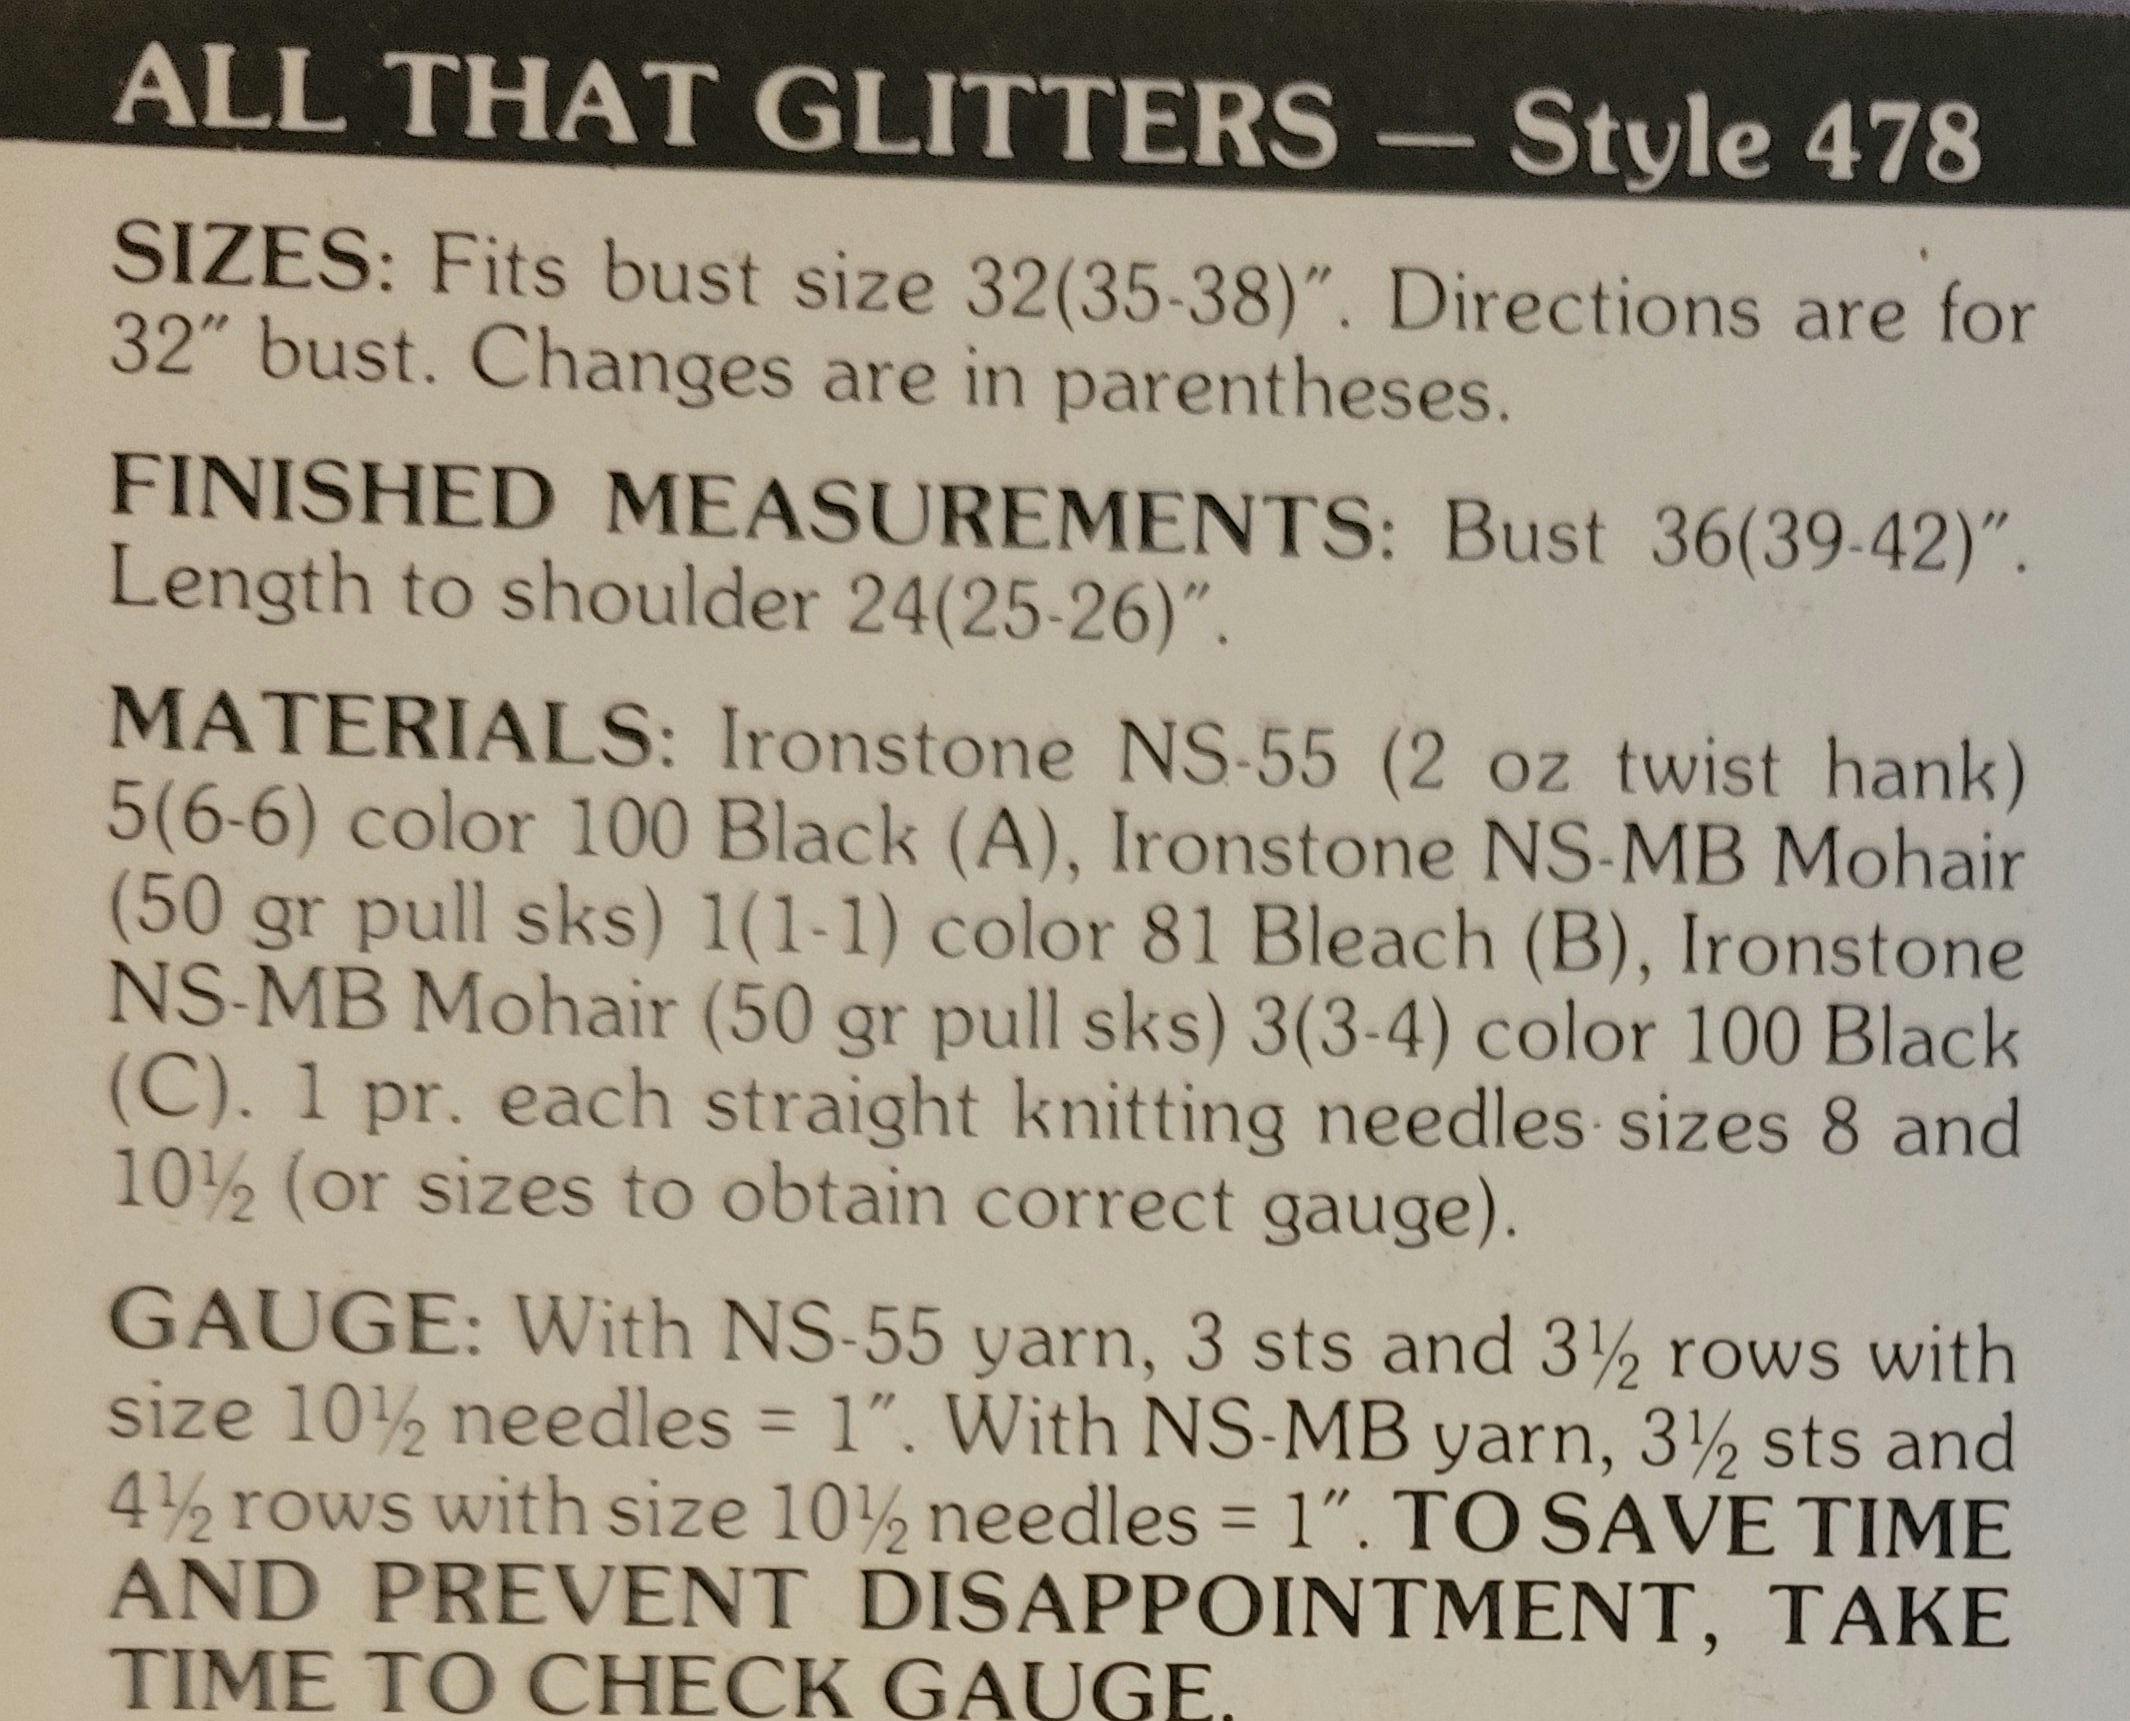 ALL THAT GLITTERS — Style 478
SIZES: Fits bust size 32(35-38)″. Directions are for
32″ bust. Changes are in parentheses.
FINISHED MEASUREMENTS: Bust 36(39-42)″.
Length to shoulder 24(25-26)″.
MATERIALS: Ironstone NS-55 (2 oz twist hank)
5(6-6) color 100 Black (A), Ironstone NS-MB Mohair
(50 gr pull sks) 1(1-1) color 81 Bleach (B), Ironstone
NS-MB Mohair (50 gr pull sks) 3(3-4) color 100 Black
(C). 1 pr. each straight knitting needles sizes 8 and
10½ (or sizes to obtain correct gauge).
GAUGE: With NS-55 yarn, 3 sts and 3½ rows with
size 10½ needles = 1″. With NS-MB yarn, 3½ sts and
4½ rows with size 10½ needles = 1″. TO SAVE TIME
AND PREVENT DISAPPOINTMENT, TAKE
TIME TO CHECK GAUGE.